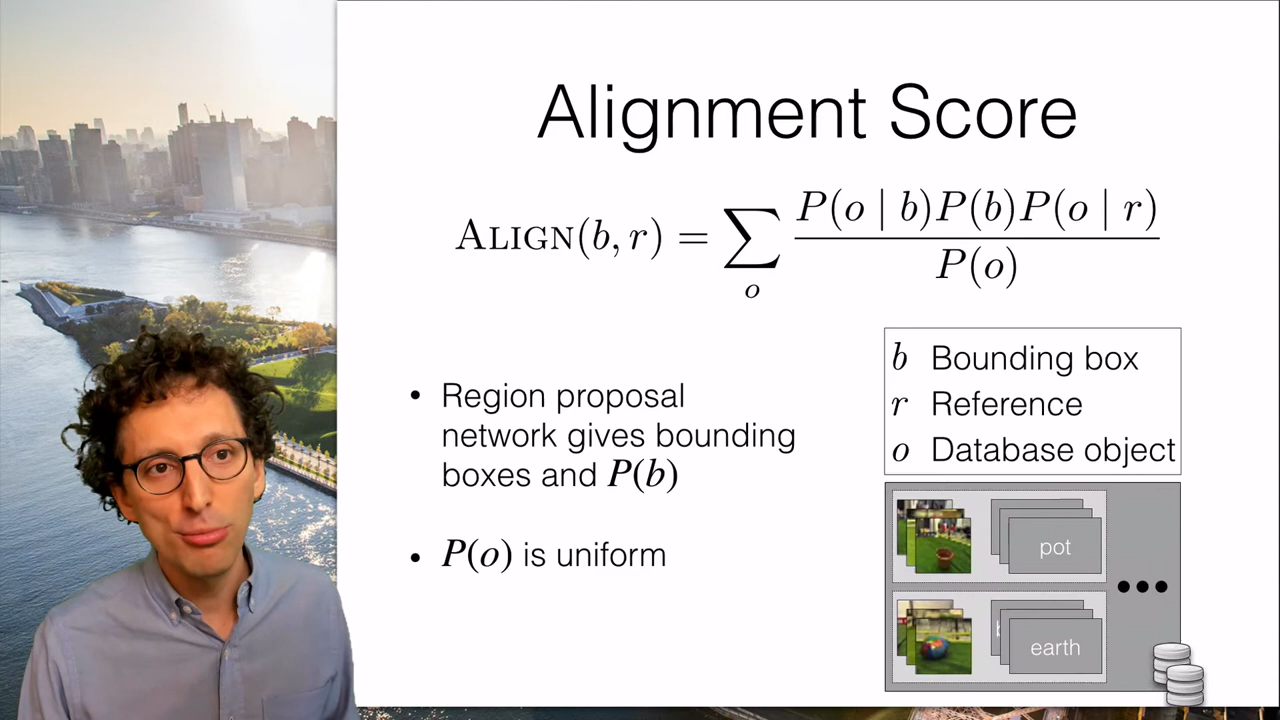 Alignment Score
ALIGN(b, r) = ∑_o P(o | b)P(b)P(o | r) / P(o)
• Region proposal
network gives bounding
boxes and P(b)
• P(o) is uniform
b Bounding box
r Reference
o Database object
pot
•••
earth